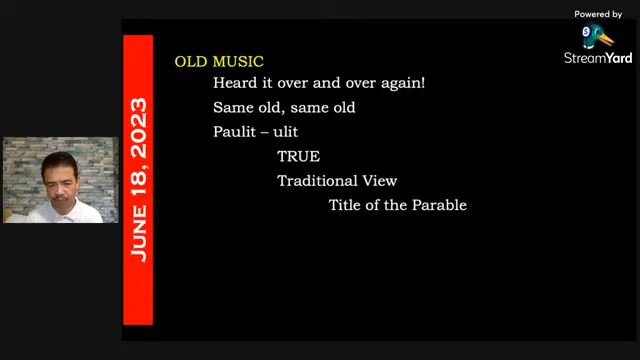 Powered by
StreamYard
OLD MUSIC
Heard it over and over again!
Same old, same old
Paulit – ulit
TRUE
Traditional View
Title of the Parable
JUNE 18, 2023